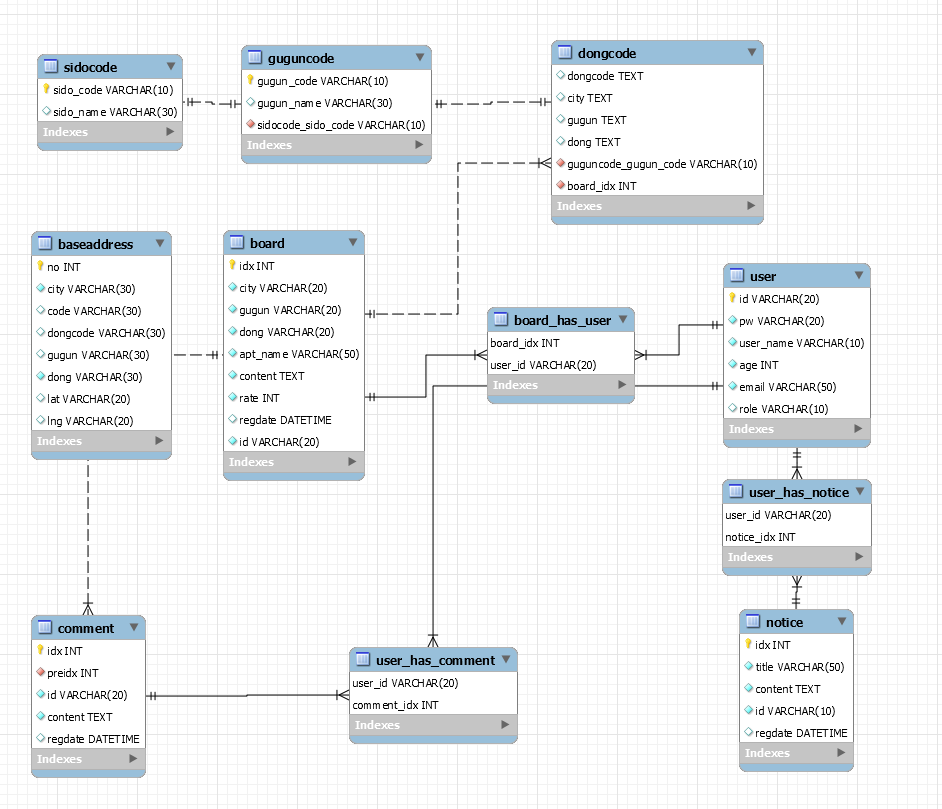 sidocode
sido_code VARCHAR(10)
sido_name VARCHAR(30)
Indexes
guguncode
gugun_code VARCHAR(10)
gugun_name VARCHAR(30)
sidocode_sido_code VARCHAR(10)
Indexes
dongcode
dongcode TEXT
city TEXT
gugun TEXT
dong TEXT
guguncode_gugun_code VARCHAR(10)
board_idx INT
Indexes
baseaddress
no INT
city VARCHAR(30)
code VARCHAR(30)
dongcode VARCHAR(30)
gugun VARCHAR(30)
dong VARCHAR(30)
lat VARCHAR(20)
lng VARCHAR(20)
Indexes
board
idx INT
city VARCHAR(20)
gugun VARCHAR(20)
dong VARCHAR(20)
apt_name VARCHAR(50)
content TEXT
rate INT
regdate DATETIME
id VARCHAR(20)
Indexes
board_has_user
board_idx INT
user_id VARCHAR(20)
Indexes
user
id VARCHAR(20)
pw VARCHAR(20)
user_name VARCHAR(10)
age INT
email VARCHAR(50)
role VARCHAR(10)
Indexes
user_has_notice
user_id VARCHAR(20)
notice_idx INT
Indexes
comment
idx INT
preidx INT
id VARCHAR(20)
content TEXT
regdate DATETIME
Indexes
user_has_comment
user_id VARCHAR(20)
comment_idx INT
Indexes
notice
idx INT
title VARCHAR(50)
content TEXT
id VARCHAR(10)
regdate DATETIME
Indexes